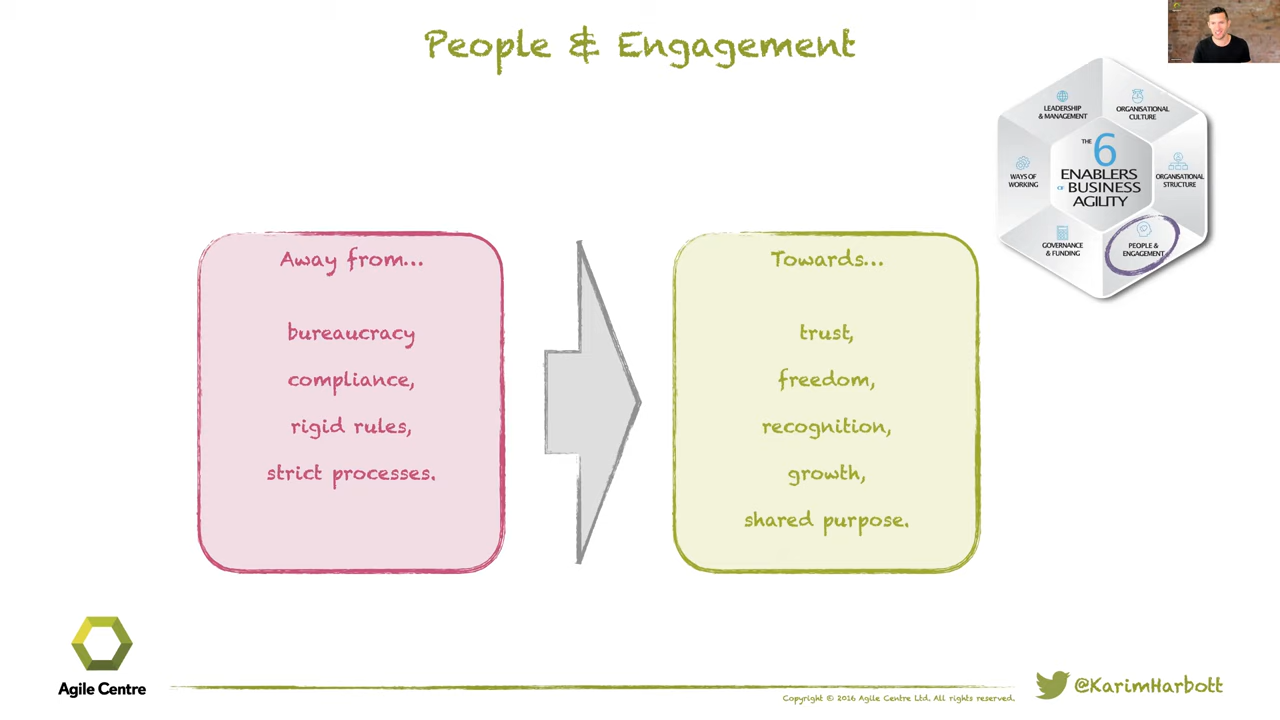 People & Engagement
LEADERSHIP
& MANAGEMENT
ORGANISATIONAL
CULTURE
THE 6
ENABLERS
OF BUSINESS
AGILITY
WAYS OF
WORKING
ORGANISATIONAL
STRUCTURE
GOVERNANCE
& FUNDING
PEOPLE &
ENGAGEMENT
Away from...
bureaucracy
compliance,
rigid rules,
strict processes.
Towards...
trust,
freedom,
recognition,
growth,
shared purpose.
Agile Centre
Copyright © 2016 Agile Centre Ltd. All rights reserved.
@KarimHarbott